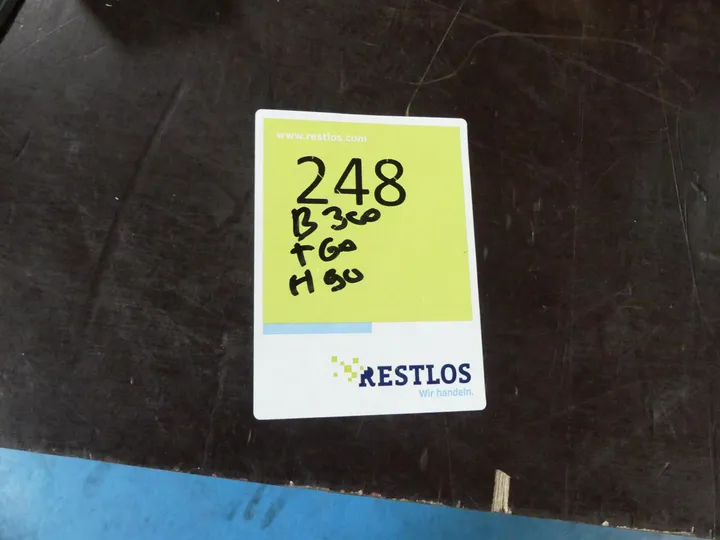 www.restlos.com
248
B 300
T 60
H 90
RESTLOS
Wir handeln.